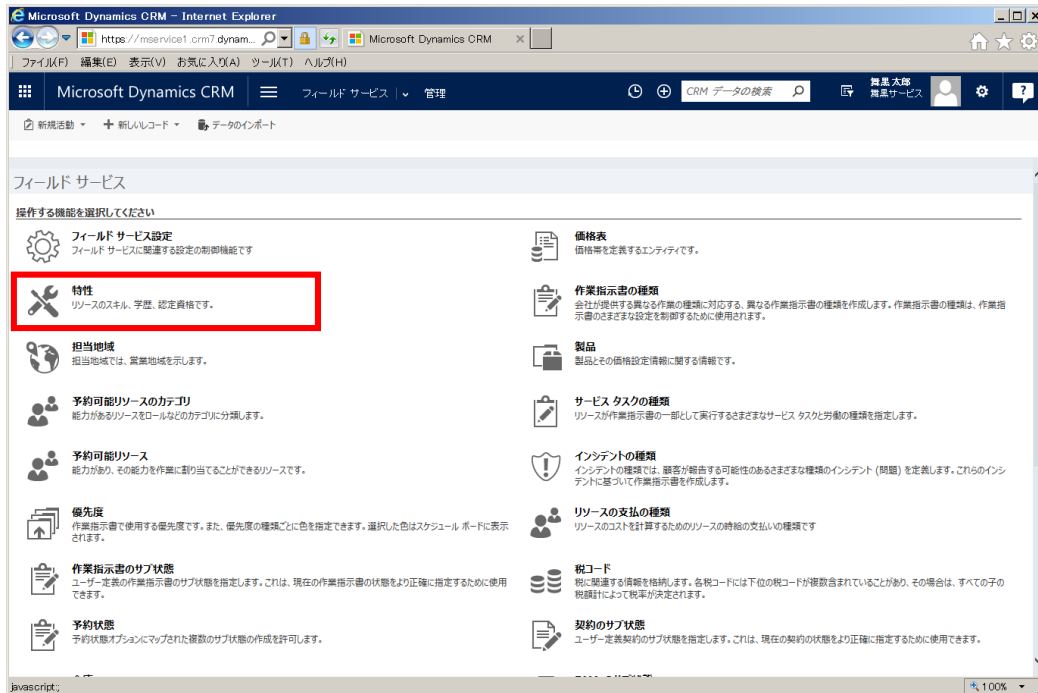 Microsoft Dynamics CRM - Internet Explorer
https://mservice1.crm7.dynam...
Microsoft Dynamics CRM
ファイル(F) 編集(E) 表示(V) お気に入り(A) ツール(T) ヘルプ(H)
Microsoft Dynamics CRM フィールド サービス 管理
CRM データの検索
舞黒 太郎
舞黒サービス
新規活動 新しいレコード データのインポート
フィールド サービス
操作する機能を選択してください
フィールド サービス設定
フィールド サービスに関連する設定の制御機能です
価格表
価格帯を定義するエンティティです。
特性
リソースのスキル、学歴、認定資格です。
作業指示書の種類
会社が提供する異なる作業の種類に対応する、異なる作業指示書の種類を作成します。作業指示書の種類は、作業指
示書のさまざまな設定を制御するために使用されます。
担当地域
担当地域では、営業地域を示します。
製品
製品とその価格設定情報に関する情報です。
予約可能リソースのカテゴリ
能力があるリソースをロールなどのカテゴリに分類します。
サービス タスクの種類
リソースが作業指示書の一部として実行するさまざまなサービス タスクと労働の種類を指定します。
予約可能リソース
能力があり、その能力を作業に割り当てることができるリソースです。
インシデントの種類
インシデントの種類では、顧客が報告する可能性のあるさまざまな種類のインシデント (問題) を定義します。これらのインシ
デントに基づいて作業指示書を作成します。
優先度
作業指示書で使用する優先度です。また、優先度の種類ごとに色を指定できます。選択した色はスケジュール ボードに表示
されます。
リソースの支払の種類
リソースのコストを計算するためのリソースの時給の支払いの種類です
作業指示書のサブ状態
ユーザー定義の作業指示書のサブ状態を指定します。これは、現在の作業指示書の状態をより正確に指定するために使用
できます。
税コード
税に関連する情報を格納します。各税コードには下位の税コードが複数含まれていることがあり、その場合は、すべての子の
税額計によって税率が決定されます。
予約状態
予約状態オプションにマップされた複数のサブ状態の作成を許可します。
契約のサブ状態
ユーザー定義契約のサブ状態を指定します。これは、現在の契約の状態をより正確に指定するために使用できます。
javascript:;
100%